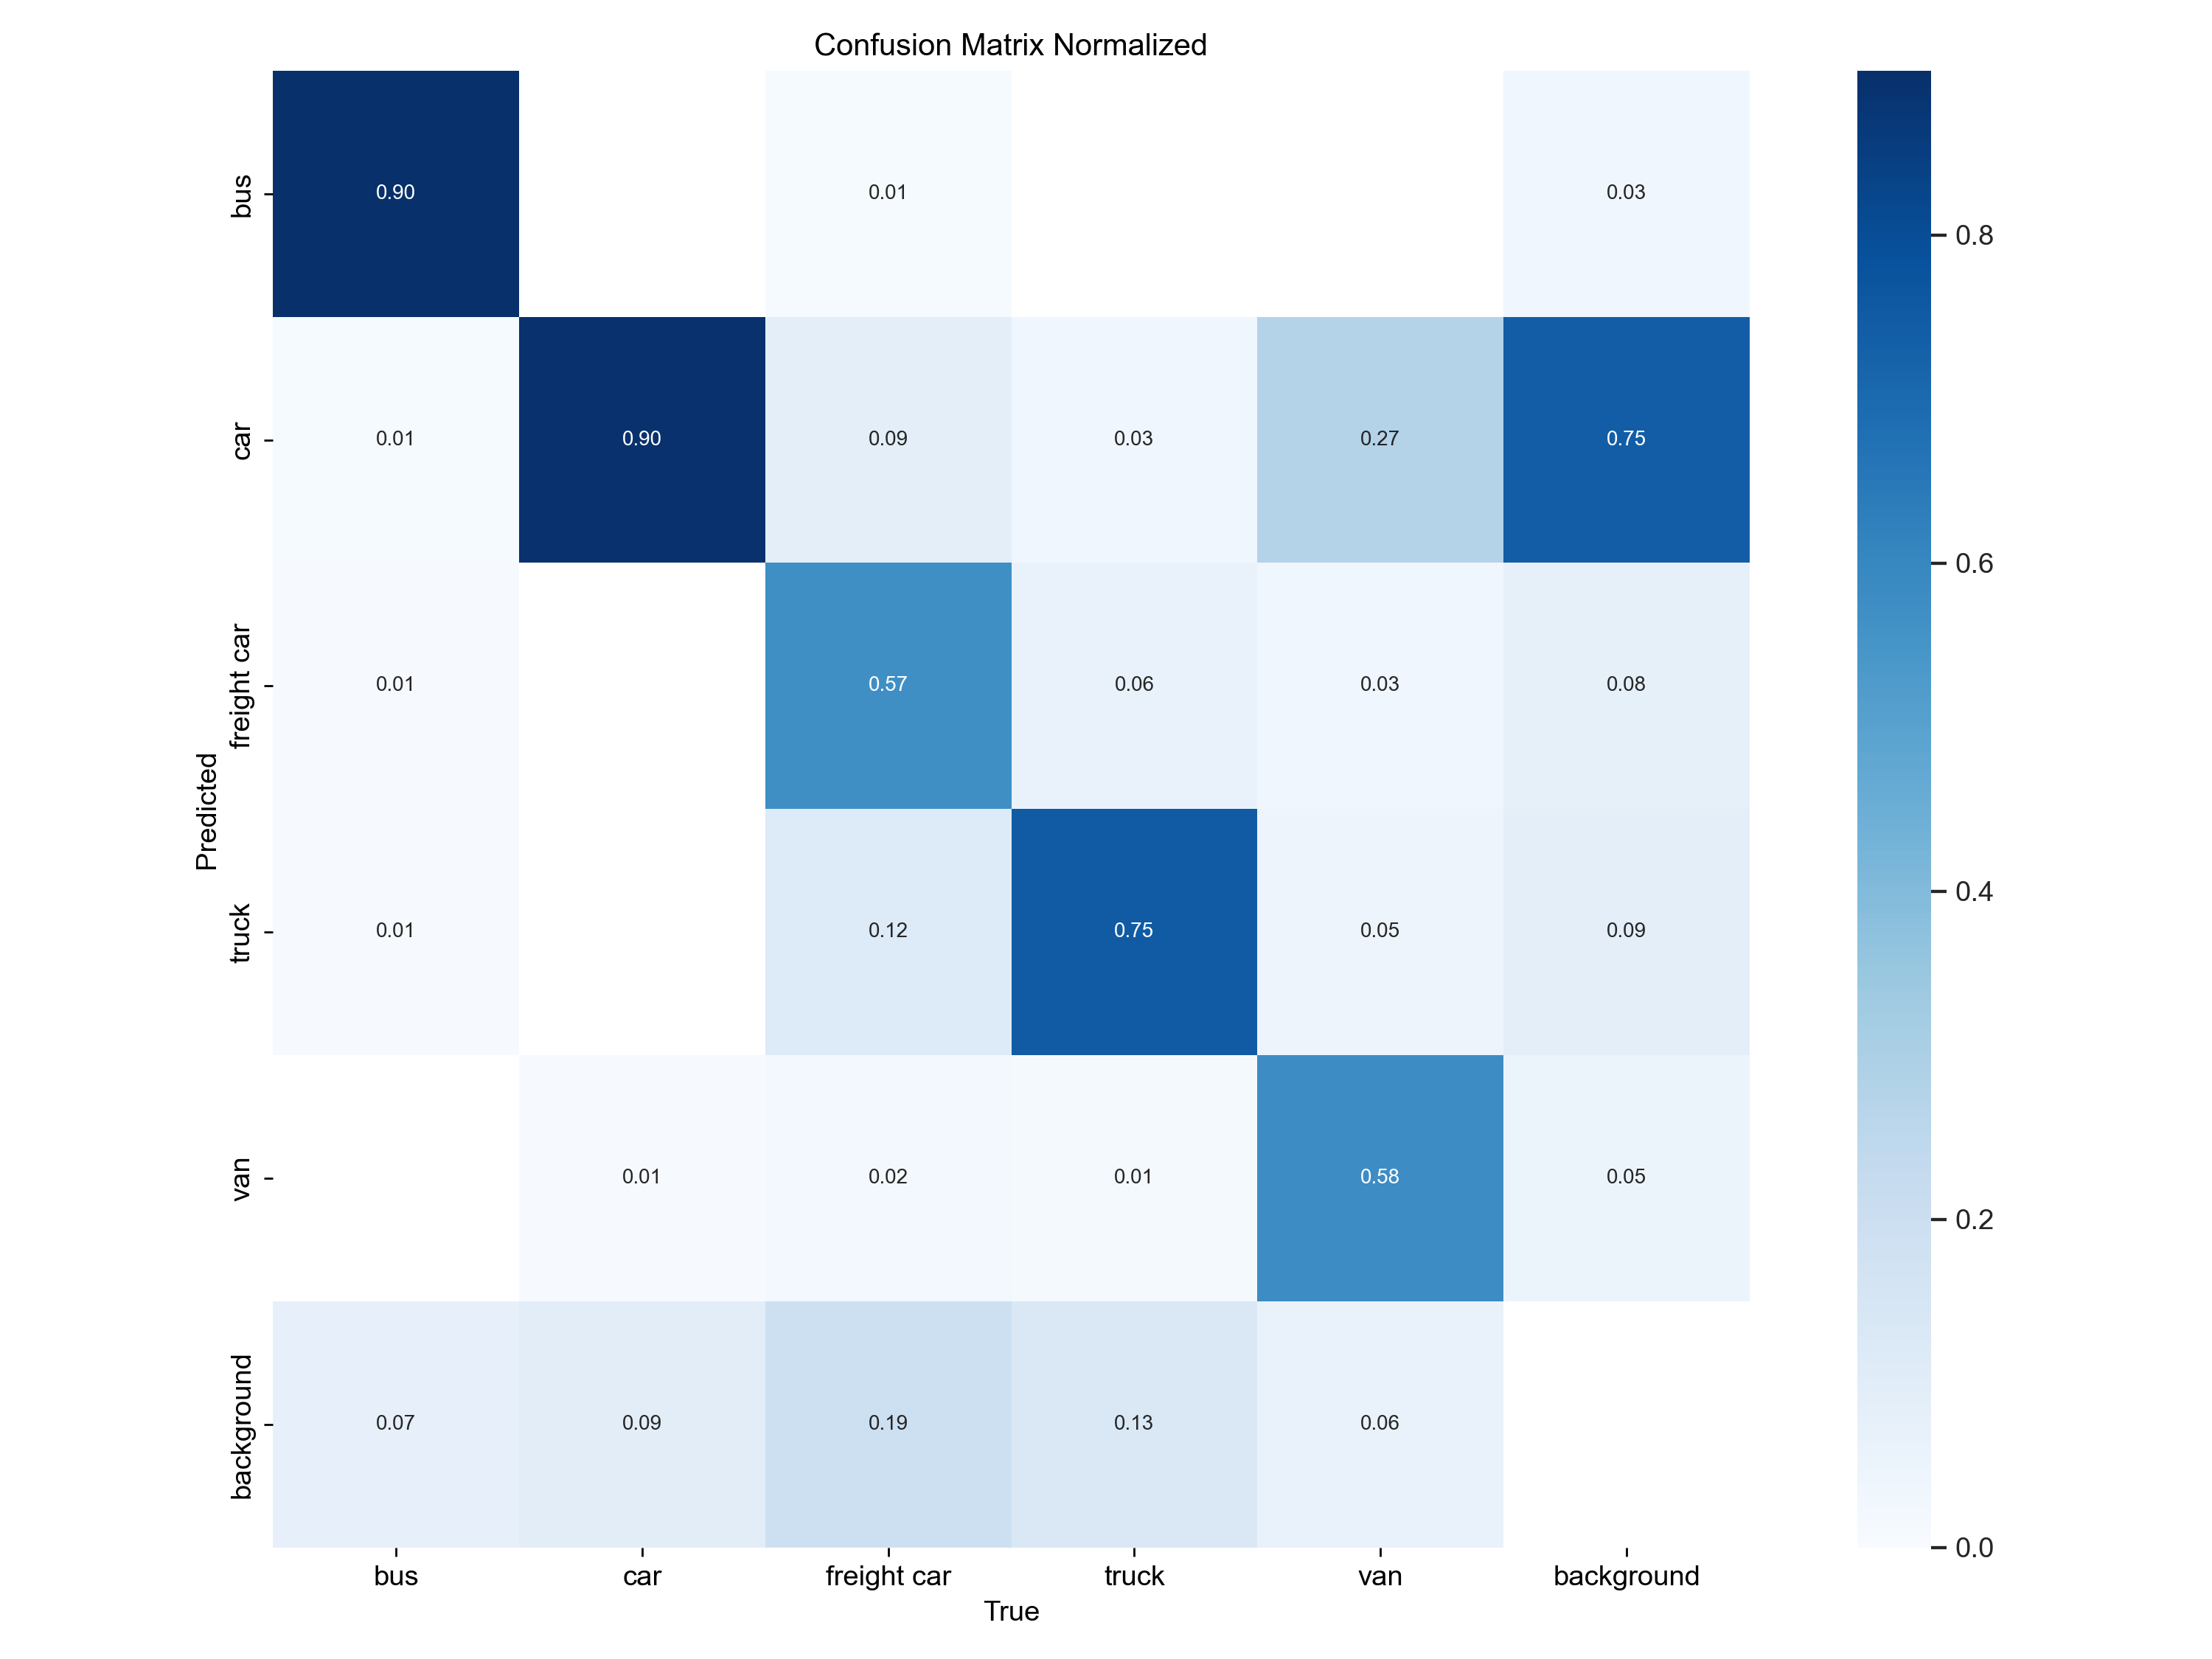 Confusion Matrix Normalized
bus
0.90
0.01
0.03
car
0.01
0.90
0.09
0.03
0.27
0.75
freight car
0.01
0.57
0.06
0.03
0.08
truck
0.01
0.12
0.75
0.05
0.09
van
0.01
0.02
0.01
0.58
0.05
background
0.07
0.09
0.19
0.13
0.06
Predicted
bus
car
freight car
truck
van
background
True
0.8
0.6
0.4
0.2
0.0